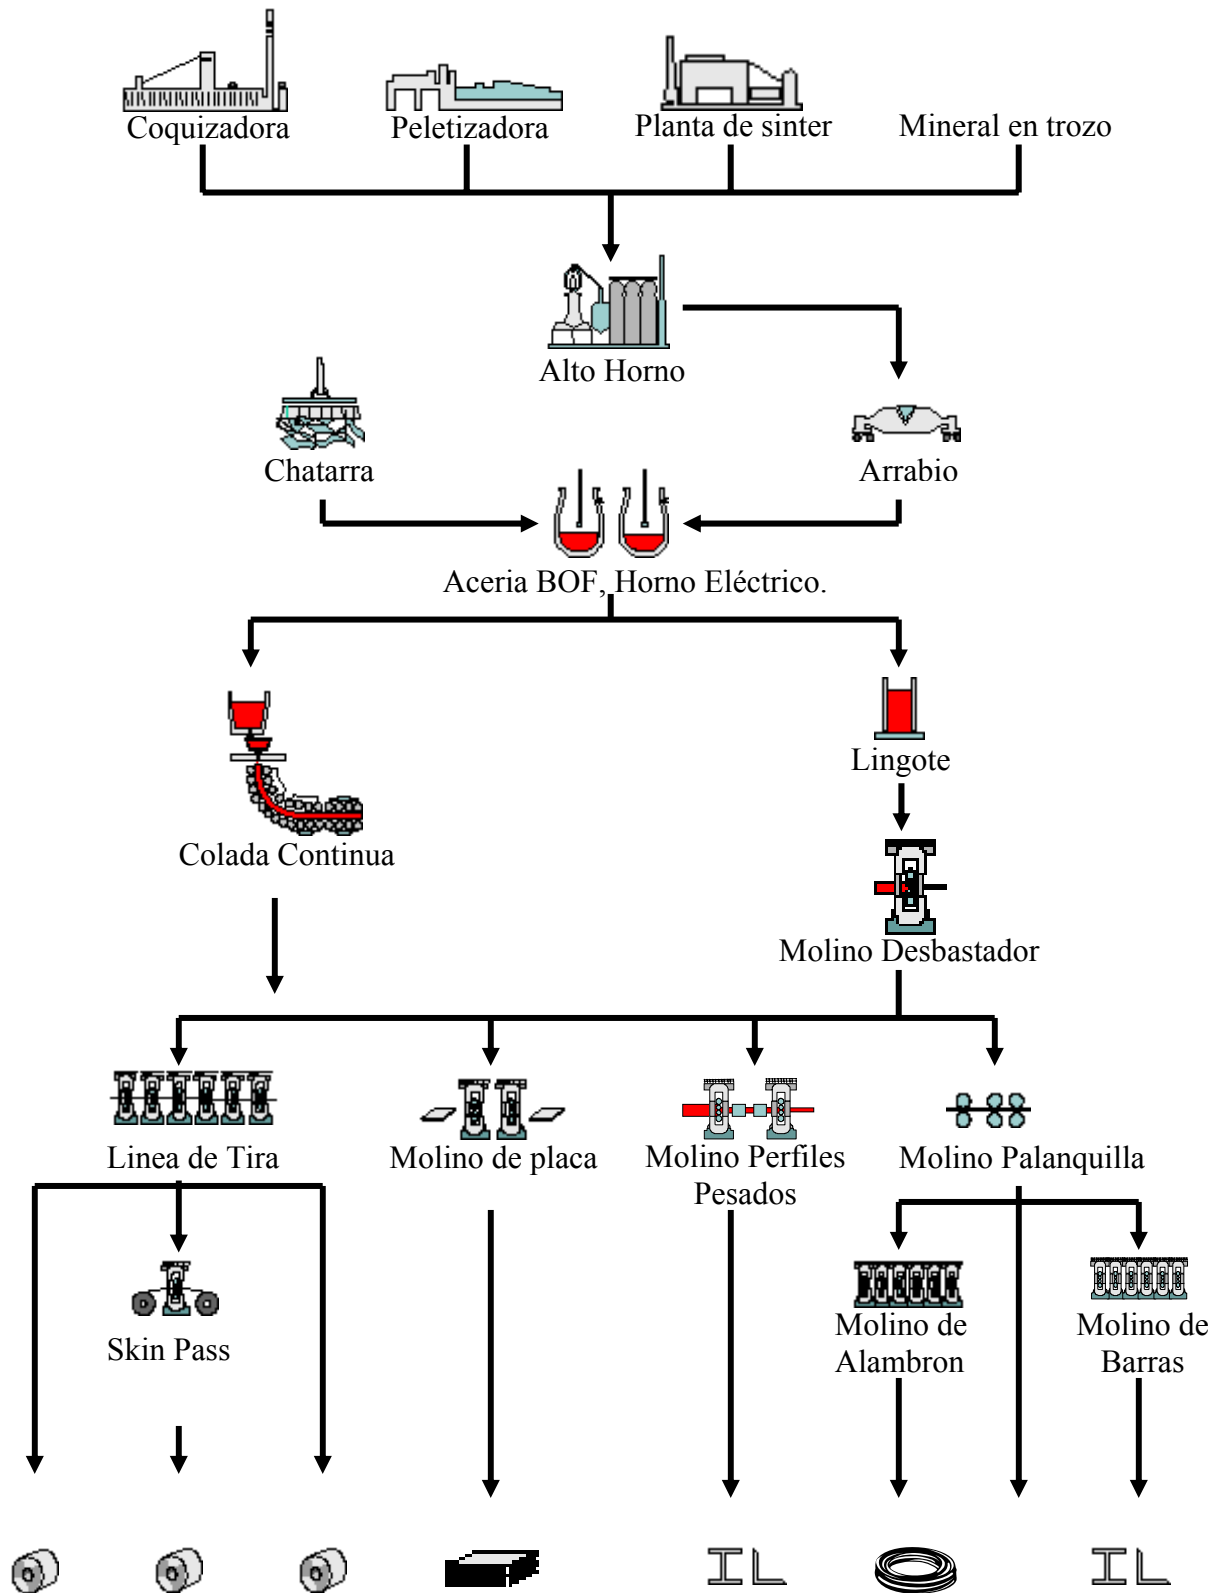 Coquizadora
Peletizadora
Planta de sinter
Mineral en trozo
Alto Horno
Chatarra
Arrabio
Aceria BOF, Horno Eléctrico.
Lingote
Colada Continua
Molino Desbastador
Linea de Tira
Molino de placa
Molino Perfiles
Pesados
Molino Palanquilla
Skin Pass
Molino de
Alambron
Molino de
Barras